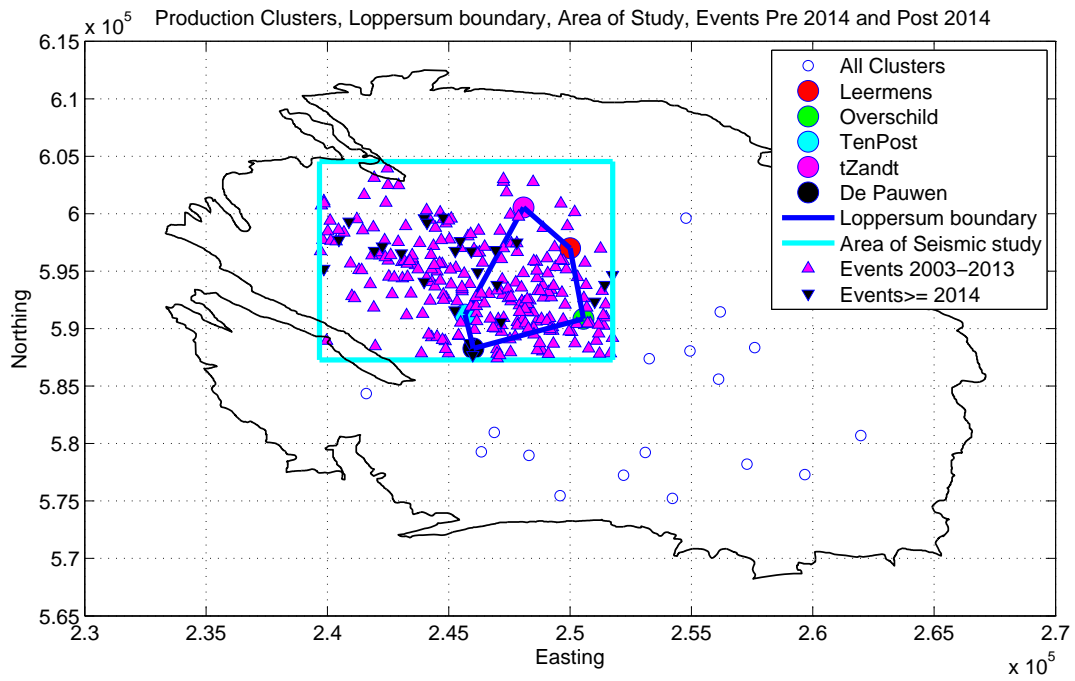 Production Clusters, Loppersum boundary, Area of Study, Events Pre 2014 and Post 2014
x 10^5
6.15
6.1
6.05
6
5.95
5.9
5.85
5.8
5.75
5.7
5.65
Northing
All Clusters
Leermens
Overschild
TenPost
tZandt
De Pauwen
Loppersum boundary
Area of Seismic study
Events 2003–2013
Events>= 2014
2.3 2.35 2.4 2.45 2.5 2.55 2.6 2.65 2.7
Easting
x 10^5